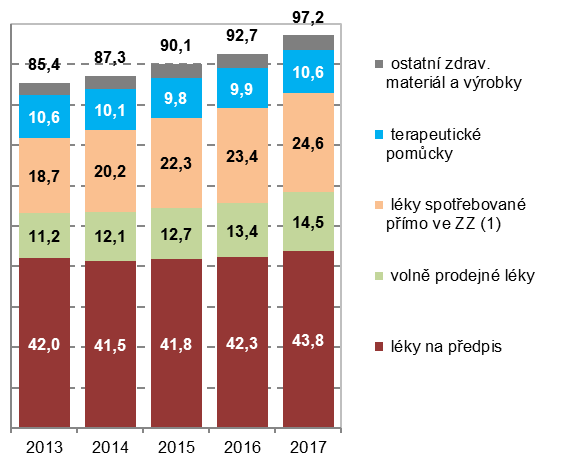 85,4
87,3
90,1
92,7
97,2
10,6
10,1
9,8
9,9
10,6
18,7
20,2
22,3
23,4
24,6
11,2
12,1
12,7
13,4
14,5
42,0
41,5
41,8
42,3
43,8
2013 2014 2015 2016 2017
ostatní zdrav.
materiál a výrobky
terapeutické
pomůcky
léky spotřebované
přímo ve ZZ (1)
volně prodejné léky
léky na předpis